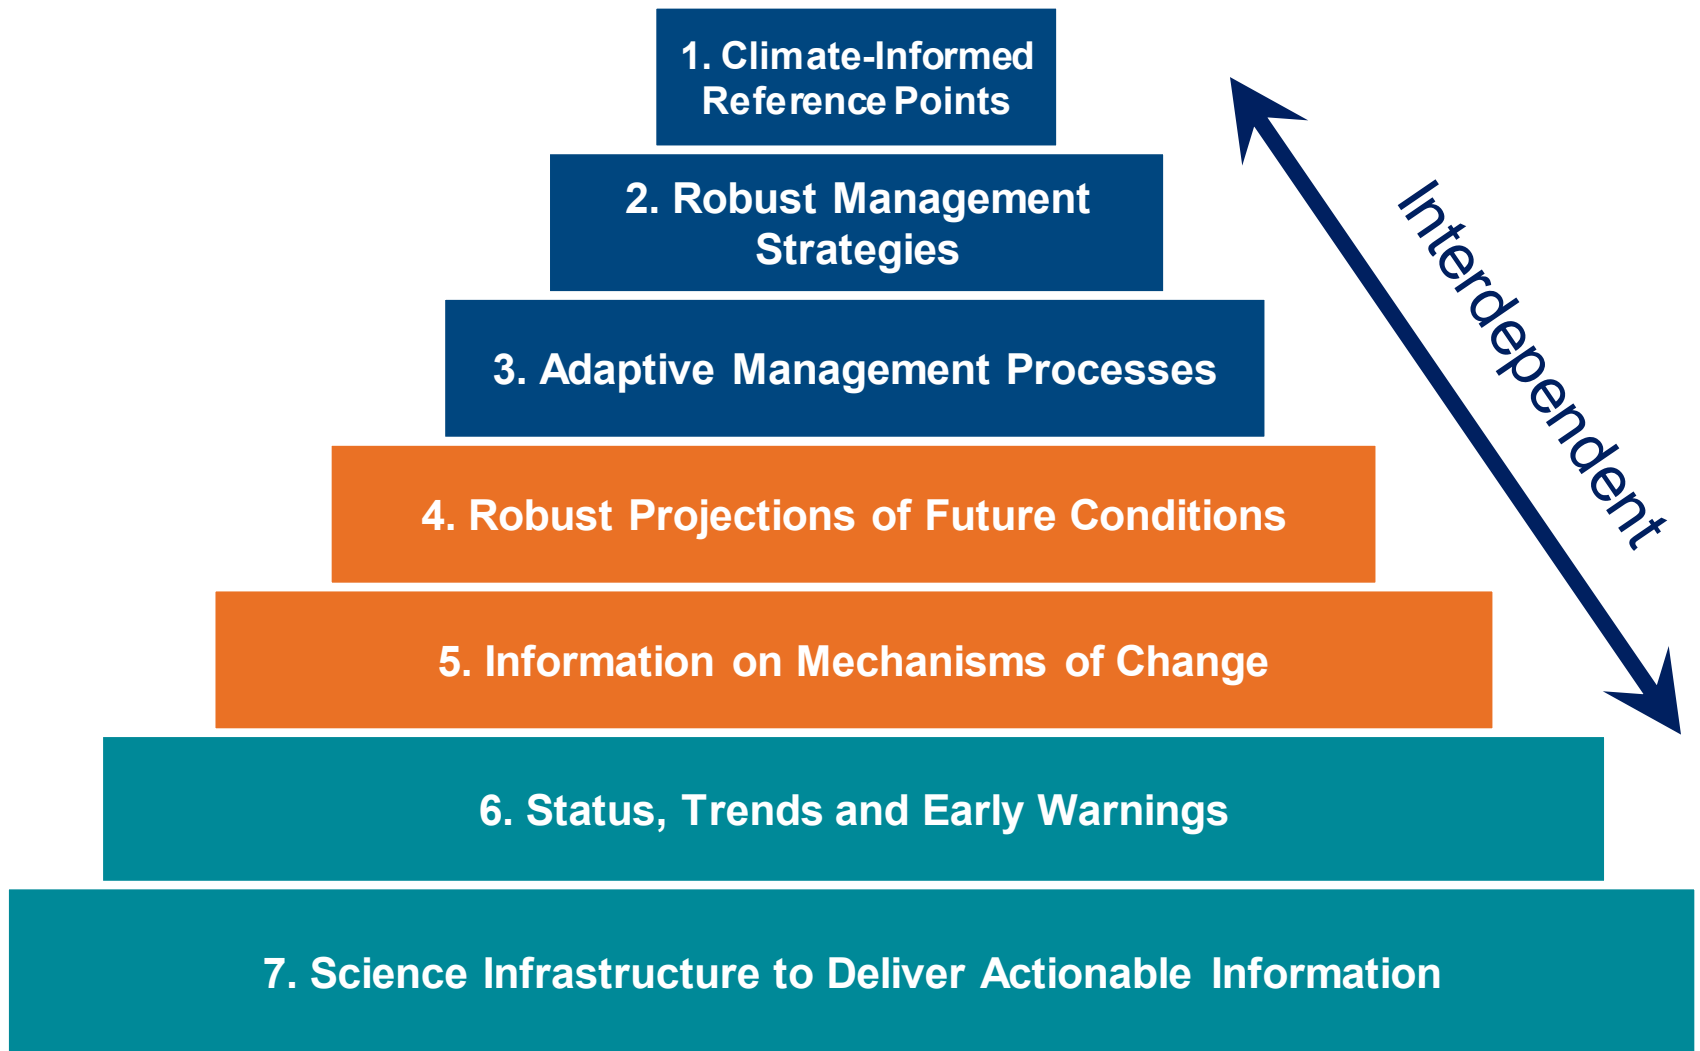 1. Climate-Informed
Reference Points
2. Robust Management
Strategies
3. Adaptive Management Processes
4. Robust Projections of Future Conditions
5. Information on Mechanisms of Change
6. Status, Trends and Early Warnings
7. Science Infrastructure to Deliver Actionable Information
Interdependent